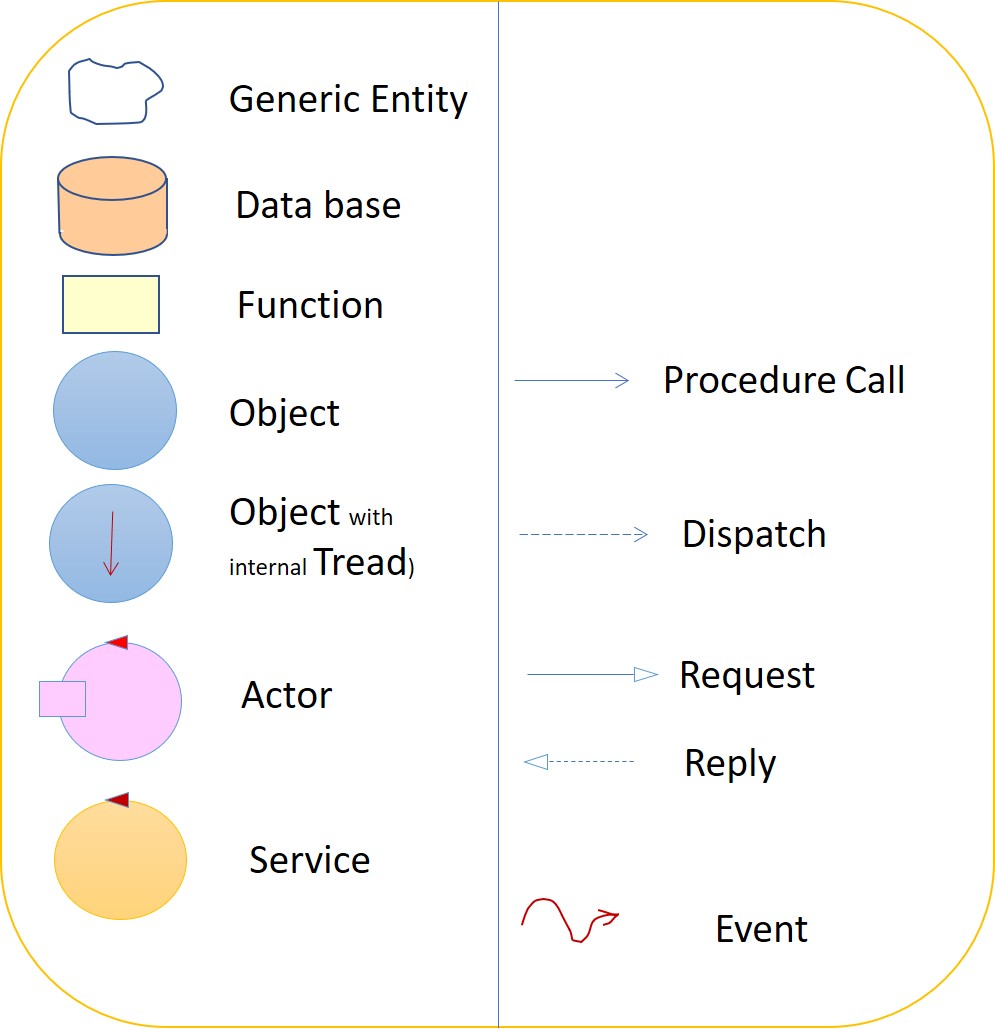 Generic Entity
Data base
Function
Object
Object with
internal Tread)
Actor
Service
Procedure Call
Dispatch
Request
Reply
Event